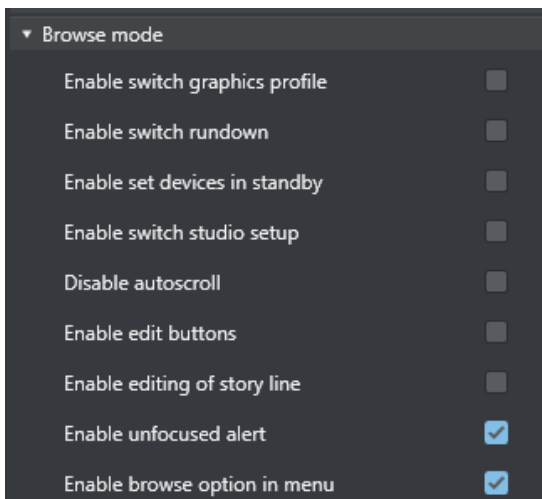 Browse mode
Enable switch graphics profile
Enable switch rundown
Enable set devices in standby
Enable switch studio setup
Disable autoscroll
Enable edit buttons
Enable editing of story line
Enable unfocused alert
Enable browse option in menu